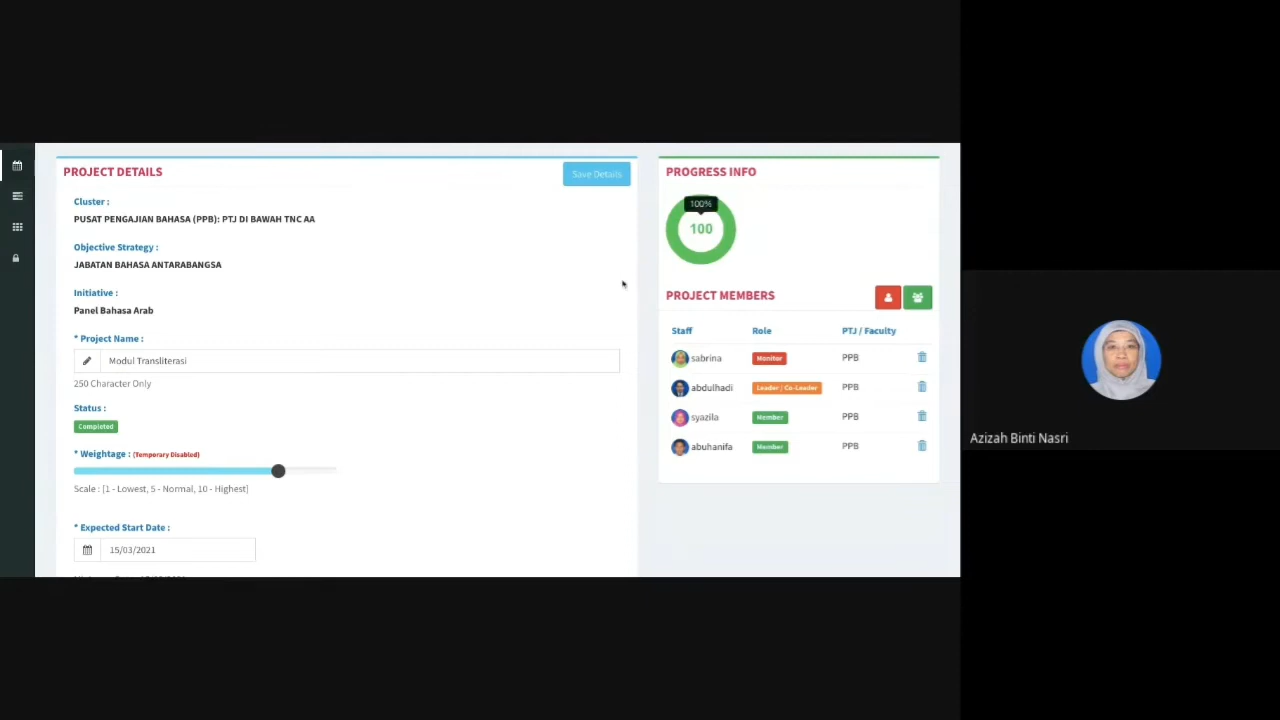 PROJECT DETAILS
Save Details
Cluster :
PUSAT PENGAJIAN BAHASA (PPB): PTJ DI BAWAH TNC AA
Objective Strategy :
JABATAN BAHASA ANTARABANGSA
Initiative :
Panel Bahasa Arab
* Project Name :
Modul Transliterasi
250 Character Only
Status :
Completed
* Weightage : (Temporary Disabled)
Scale : [1 - Lowest, 5 - Normal, 10 - Highest]
* Expected Start Date :
15/03/2021
PROGRESS INFO
100%
100
PROJECT MEMBERS
Staff Role PTJ / Faculty
sabrina Monitor PPB
abdulhadi Leader / Co-Leader PPB
syazila Member PPB
abuhanifa Member PPB
Azizah Binti Nasri